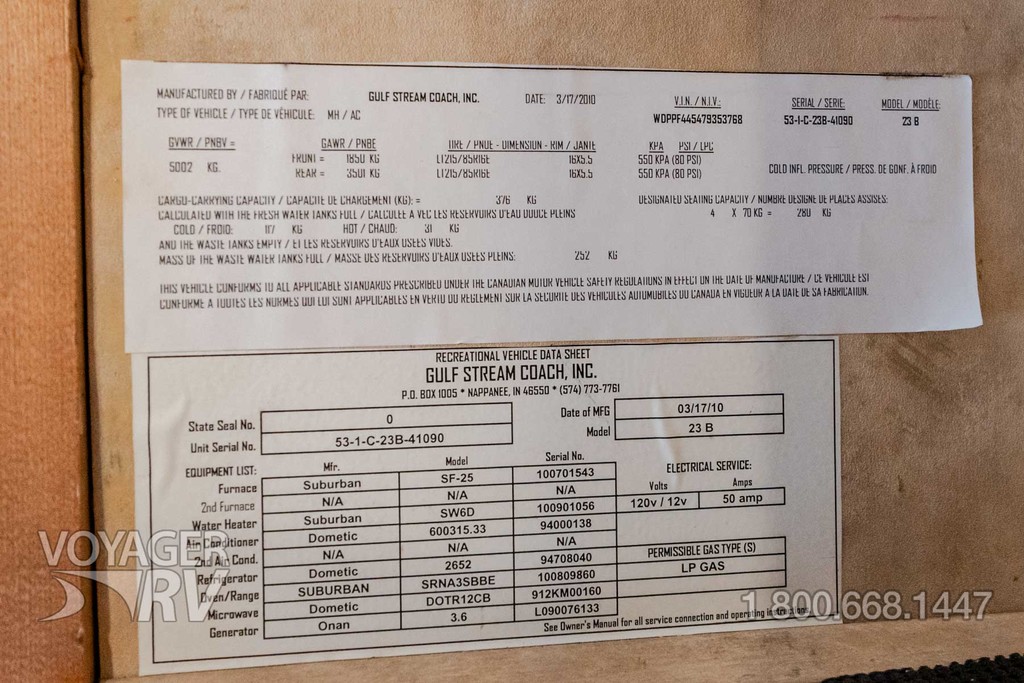 MANUFACTURED BY / FABRIQUÉ PAR: GULF STREAM COACH, INC. DATE: 3/17/2010 V.I.N. / N.I.V.: SERIAL / SERIE: MODEL / MODÈLE:
TYPE OF VEHICLE / TYPE DE VÉHICULE: MH / AC WDPPF445479353768 53-1-C-23B-41090 23 B
GVWR / PNBV = GAWR / PNBE TIRE / PNUE - DIMENSION - RIM / JANTE KPA PSI / LPC
FRONT = 1850 KG LT215/85R16E 16X5.5 550 KPA (80 PSI)
5002 KG. REAR = 3501 KG LT215/85R16E 16X5.5 550 KPA (80 PSI) COLD INFL. PRESSURE / PRESS. DE GONF. À FROID
CARGO-CARRYING CAPACITY / CAPACITE DE CHARGEMENT (KG): = 376 KG DESIGNATED SEATING CAPACITY / NOMBRE DESIGNE DE PLACES ASSISES:
CALCULATED WITH THE FRESH WATER TANKS FULL / CALCULEE A VEC LES RESERVOIRS D'EAU DOUCE PLEINS 4 X 70 KG = 280 KG
COLD / FROID: 117 KG HOT / CHAUD: 31 KG
AND THE WASTE TANKS EMPTY / ET LES RESERVOIRS D'EAUX USEES VIDES.
MASS OF THE WASTE WATER TANKS FULL / MASSE DES RESERVOIRS D'EAUX USEES PLEINS: 252 KG
THIS VEHICLE CONFORMS TO ALL APPLICABLE STANDARDS PRESCRIBED UNDER THE CANADIAN MOTOR VEHICLE SAFETY REGULATIONS IN EFFECT ON THE DATE OF MANUFACTURE / CE VEHICULE EST
CONFORME A TOUTES LES NORMES QUI LUI SONT APPLICABLES EN VERTU DU REGLEMENT SUR LA SECURITE DES VEHICULES AUTOMOBILES DU CANADA EN VIGUEUR A LA DATE DE SA FABRICATION.
RECREATIONAL VEHICLE DATA SHEET
GULF STREAM COACH, INC.
P.O. BOX 1005 * NAPPANEE, IN 46550 * (574) 773-7761
State Seal No. 0 Date of MFG 03/17/10
Unit Serial No. 53-1-C-23B-41090 Model 23 B
EQUIPMENT LIST: Mfr. Model Serial No. ELECTRICAL SERVICE:
Furnace Suburban SF-25 100701543 Volts Amps
2nd Furnace N/A N/A N/A 120v / 12v 50 amp
Water Heater Suburban SW6D 100901056
Air Conditioner Dometic 600315.33 94000138
2nd Air Cond. N/A N/A N/A PERMISSIBLE GAS TYPE (S)
Refrigerator Dometic 2652 94708040 LP GAS
Oven/Range SUBURBAN SRNA3SBBE 100809860
Microwave Dometic DOTR12CB 912KM00160
Generator Onan 3.6 L090076133
See Owner's Manual for all service connection and operating instructions.
VOYAGER RV
1.800.668.1447